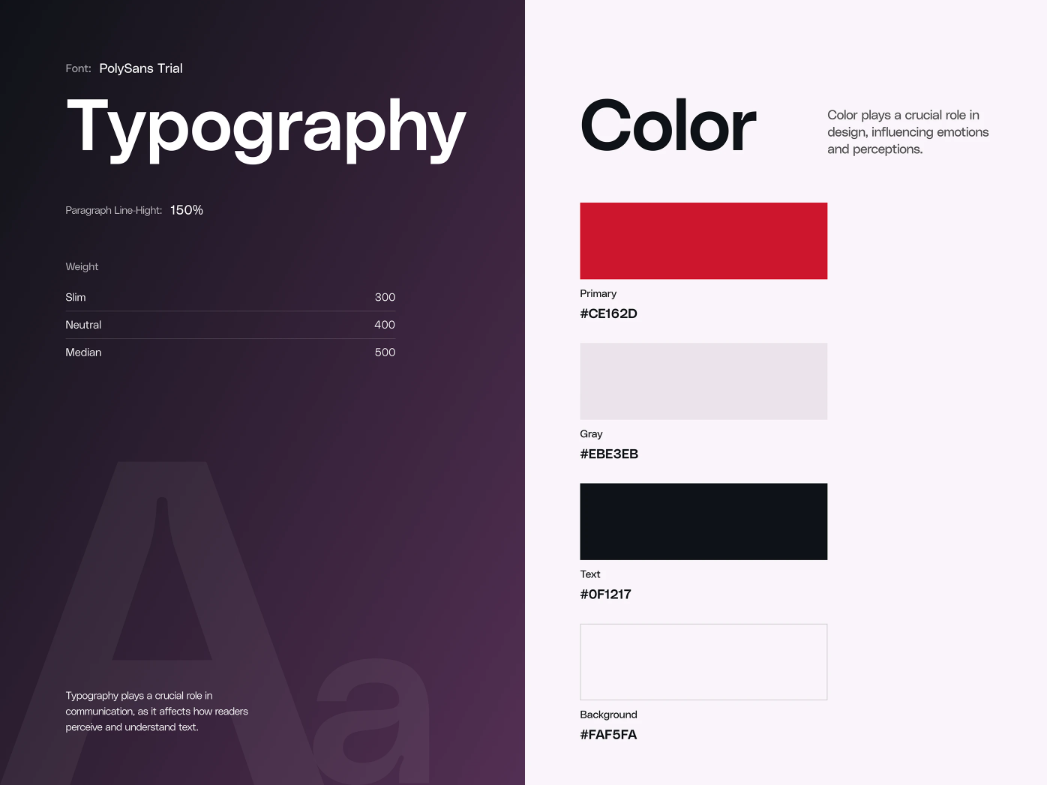 Font: PolySans Trial
Typography
Paragraph Line-Hight: 150%
Weight
Slim 300
Neutral 400
Median 500
Aa
Typography plays a crucial role in
communication, as it affects how readers
perceive and understand text.
Color
Color plays a crucial role in
design, influencing emotions
and perceptions.
Primary
#CE162D
Gray
#EBE3EB
Text
#0F1217
Background
#FAF5FA